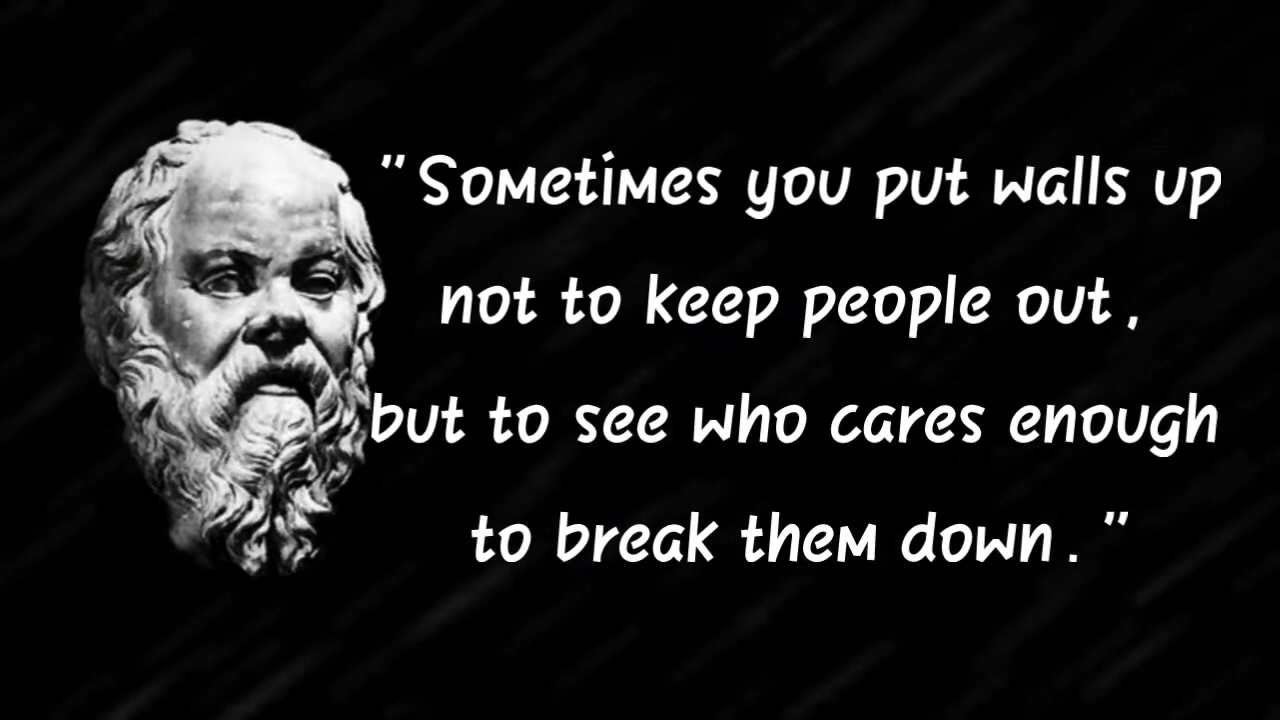 "Sometimes you put walls up
not to keep people out,
but to see who cares enough
to break them down."